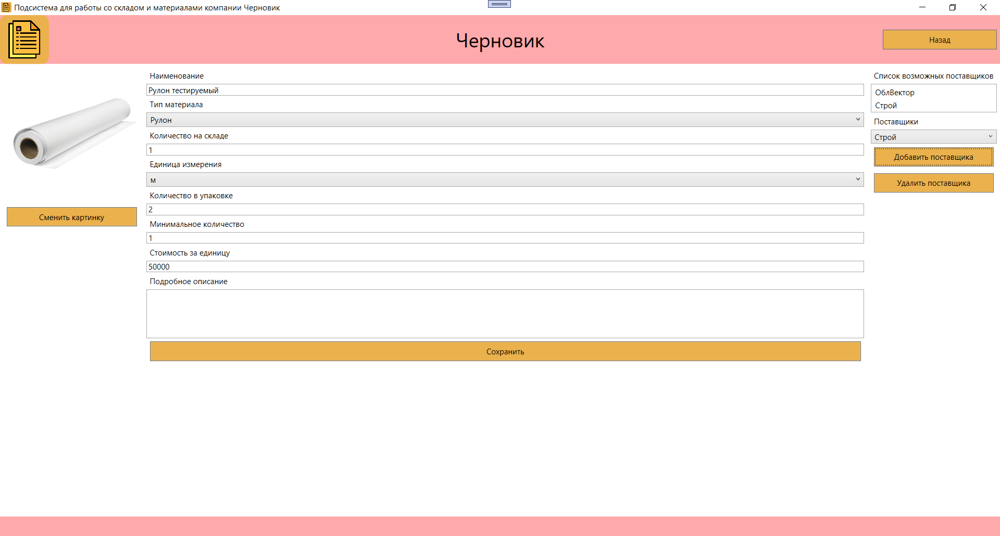 Подсистема для работы со складом и материалами компании Черновик
Черновик
Назад
Наименование
Рулон тестируемый
Тип материала
Рулон
Количество на складе
1
Единица измерения
м
Количество в упаковке
2
Минимальное количество
1
Стоимость за единицу
50000
Подробное описание
Сохранить
Сменить картинку
Список возможных поставщиков
ОблВектор
Строй
Поставщики
Строй
Добавить поставщика
Удалить поставщика